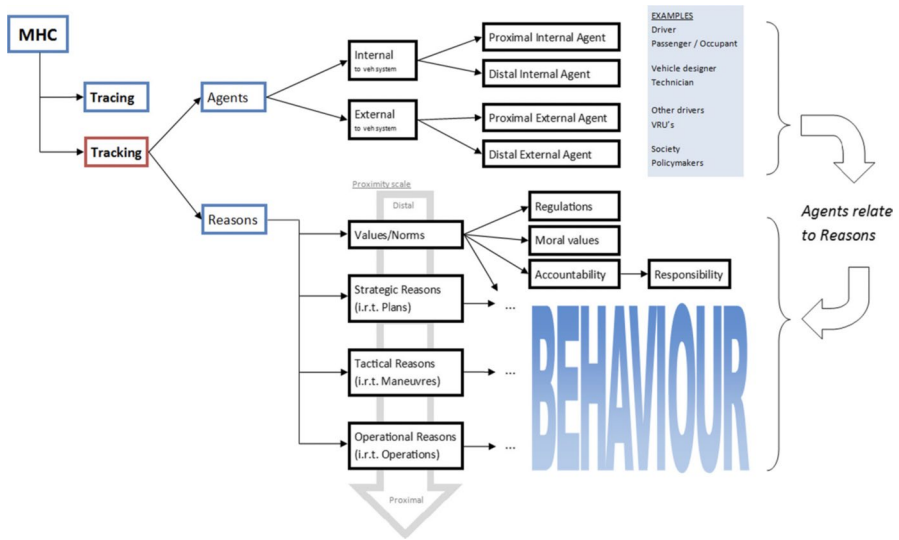 MHC
Tracing
Tracking
Agents
Internal
to veh system
External
to veh system
Proximal Internal Agent
Distal Internal Agent
Proximal External Agent
Distal External Agent
EXAMPLES
Driver
Passenger / Occupant
Vehicle designer
Technician
Other drivers
VRU's
Society
Policymakers
Agents relate
to Reasons
Reasons
Proximity scale
Distal
Values/Norms
Regulations
Moral values
Accountability
Responsibility
Strategic Reasons
(i.r.t. Plans)
...
Tactical Reasons
(i.r.t. Maneuvres)
...
Operational Reasons
(i.r.t. Operations)
...
BEHAVIOUR
Proximal